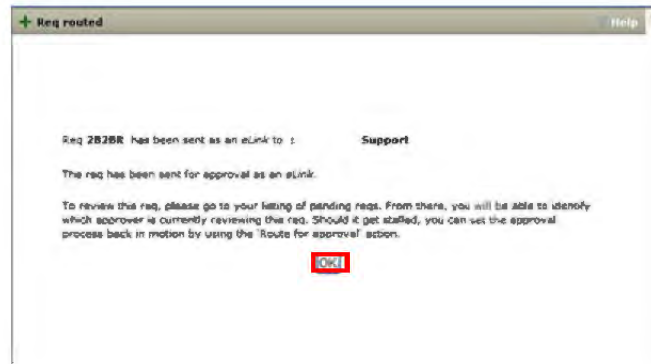 + Req routed
Help
Req 2B2BR has been sent as an eLink to : Support
The req has been sent for approval as an eLink.
To review this req, please go to your listing of pending reqs. From there, you will be able to identify
which approver is currently reviewing this req. Should it get stalled, you can set the approval
process back in motion by using the 'Route for approval' action.
OK